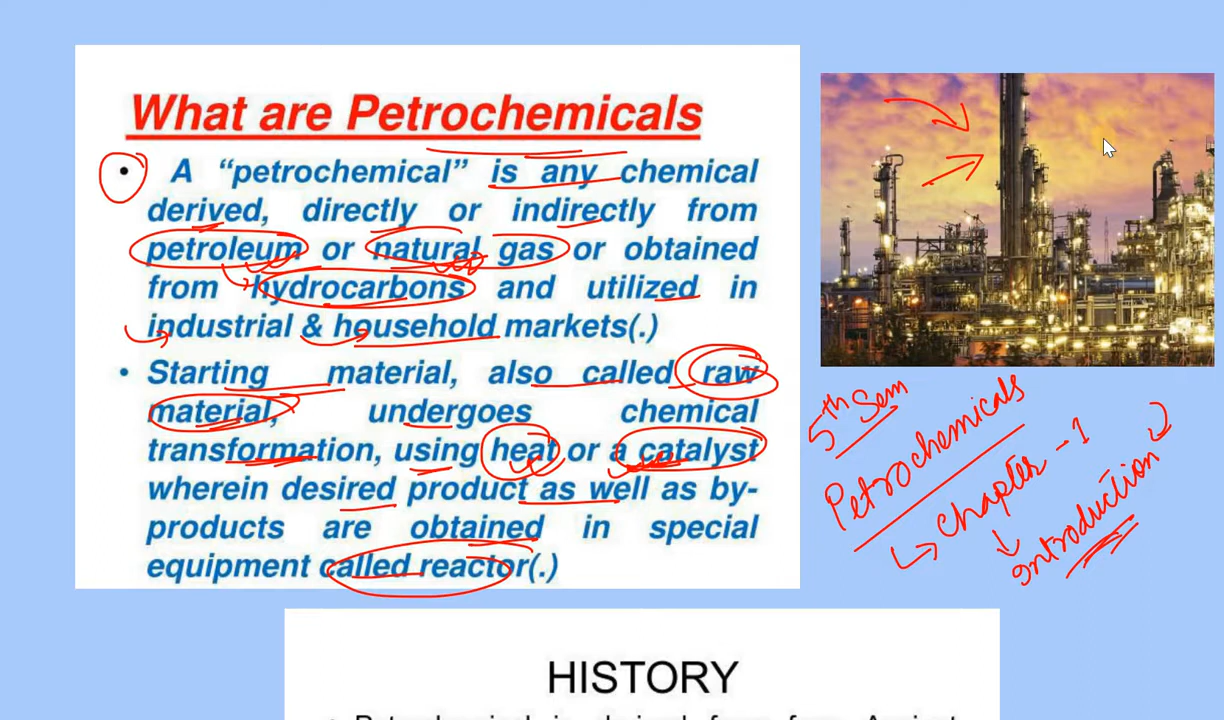 What are Petrochemicals
• A “petrochemical” is any chemical
derived, directly or indirectly from
petroleum or natural gas or obtained
from hydrocarbons and utilized in
industrial & household markets(.)
• Starting material, also called raw
material, undergoes chemical
transformation, using heat or a catalyst
wherein desired product as well as by-
products are obtained in special
equipment called reactor(.)
5th Sem
Petrochemicals
Chapter - 1
Introduction
HISTORY